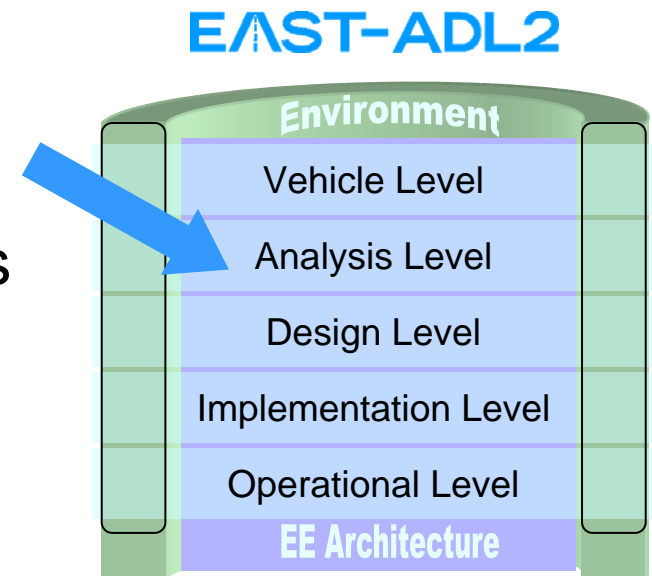 EAST-ADL2
Environment
Vehicle Level
s
Analysis Level
Design Level
Implementation Level
Operational Level
EE Architecture